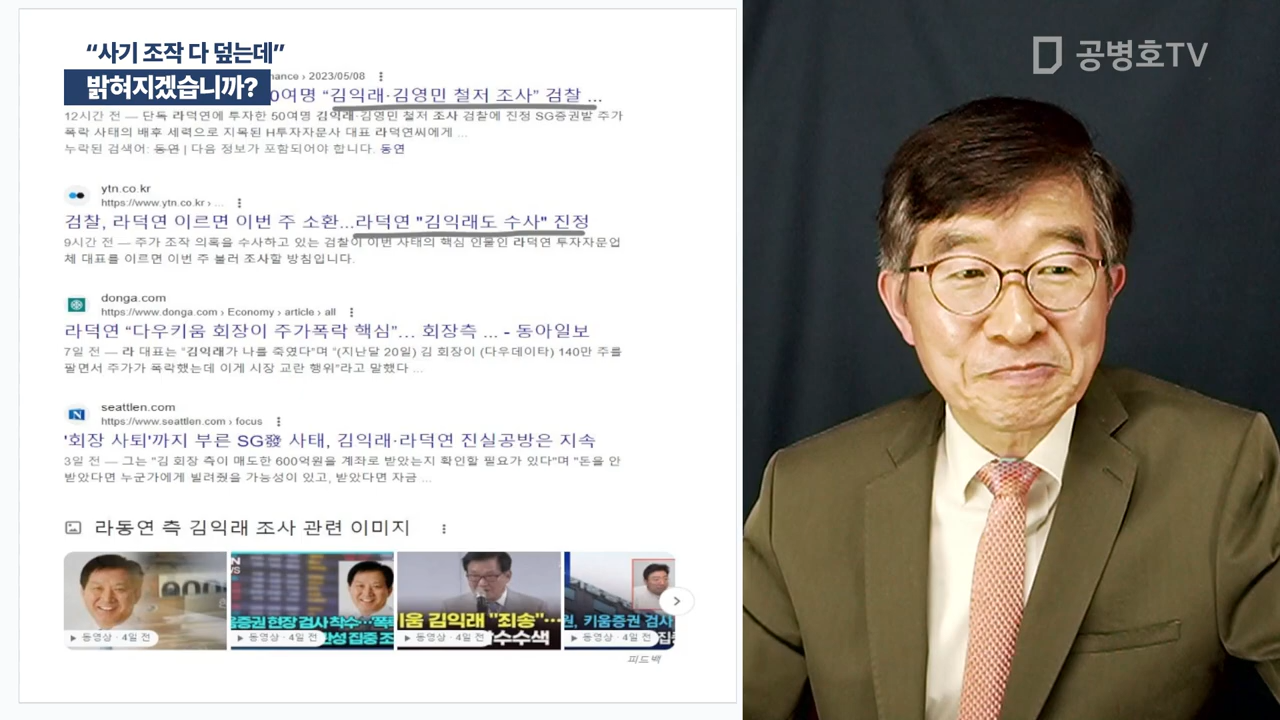 “사기 조작 다 덮는데”
밝혀지겠습니까?
공병호TV
nance › 2023/05/08
0여명 “김익래·김영민 철저 조사” 검찰 ...
12시간 전 — 단독 라덕연에 투자한 50여명 김익래·김영민 철저 조사 검찰에 진정 SG증권발 주가
폭락 사태의 배후 세력으로 지목된 H투자자문사 대표 라덕연씨에게 ...
누락된 검색어: 동연 | 다음 정보가 포함되어야 합니다. 동연
ytn.co.kr
https://www.ytn.co.kr › ...
검찰, 라덕연 이르면 이번 주 소환...라덕연 "김익래도 수사" 진정
9시간 전 — 주가 조작 의혹을 수사하고 있는 검찰이 이번 사태의 핵심 인물인 라덕연 투자자문업
체 대표를 이르면 이번 주 불러 조사할 방침입니다.
donga.com
https://www.donga.com › Economy › article › all
라덕연 “다우키움 회장이 주가폭락 핵심”... 회장측 ... - 동아일보
7일 전 — 라 대표는 “김익래가 나를 죽였다”며 “(지난달 20일) 김 회장이 (다우데이타) 140만 주를
팔면서 주가가 폭락했는데 이게 시장 교란 행위”라고 말했다 ...
seattlen.com
https://www.seattlen.com › focus
'회장 사퇴'까지 부른 SG發 사태, 김익래·라덕연 진실공방은 지속
3일 전 — 그는 "김 회장 측이 매도한 600억원을 계좌로 받았는지 확인할 필요가 있다"며 "돈을 안
받았다면 누군가에게 빌려줬을 가능성이 있고, 받았다면 자금 ...
라동연 측 김익래 조사 관련 이미지
움증권 현장 검사 착수…"폭
성 집중 조
움 김익래 "죄송"…
수수색
, 키움증권 검사
동영상 · 4일 전
동영상 · 4일 전
동영상 · 4일 전
동영상 · 4일 전
피드백